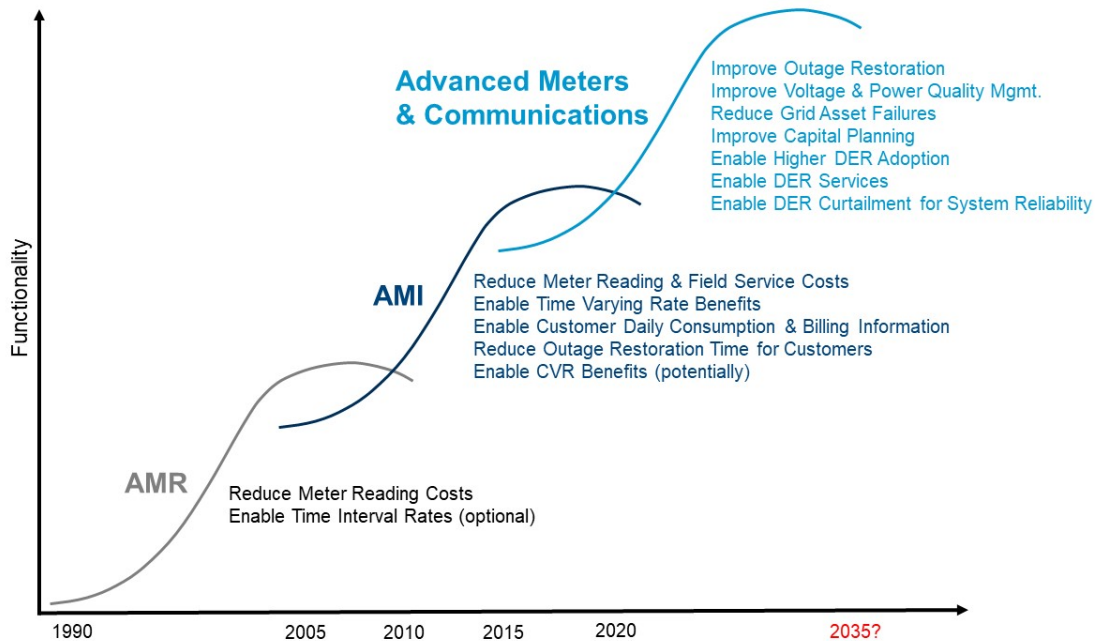 Advanced Meters
& Communications
Improve Outage Restoration
Improve Voltage & Power Quality Mgmt.
Reduce Grid Asset Failures
Improve Capital Planning
Enable Higher DER Adoption
Enable DER Services
Enable DER Curtailment for System Reliability
Functionality
AMI
Reduce Meter Reading & Field Service Costs
Enable Time Varying Rate Benefits
Enable Customer Daily Consumption & Billing Information
Reduce Outage Restoration Time for Customers
Enable CVR Benefits (potentially)
AMR
Reduce Meter Reading Costs
Enable Time Interval Rates (optional)
1990 2005 2010 2015 2020 2035?